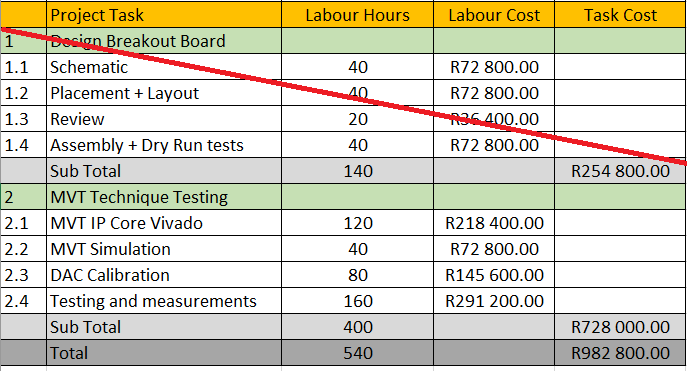 Project Task Labour Hours Labour Cost Task Cost
1 Design Breakout Board
1.1 Schematic 40 R72 800.00
1.2 Placement + Layout 40 R72 800.00
1.3 Review 20 R36 400.00
1.4 Assembly + Dry Run tests 40 R72 800.00
Sub Total 140 R254 800.00
2 MVT Technique Testing
2.1 MVT IP Core Vivado 120 R218 400.00
2.2 MVT Simulation 40 R72 800.00
2.3 DAC Calibration 80 R145 600.00
2.4 Testing and measurements 160 R291 200.00
Sub Total 400 R728 000.00
Total 540 R982 800.00